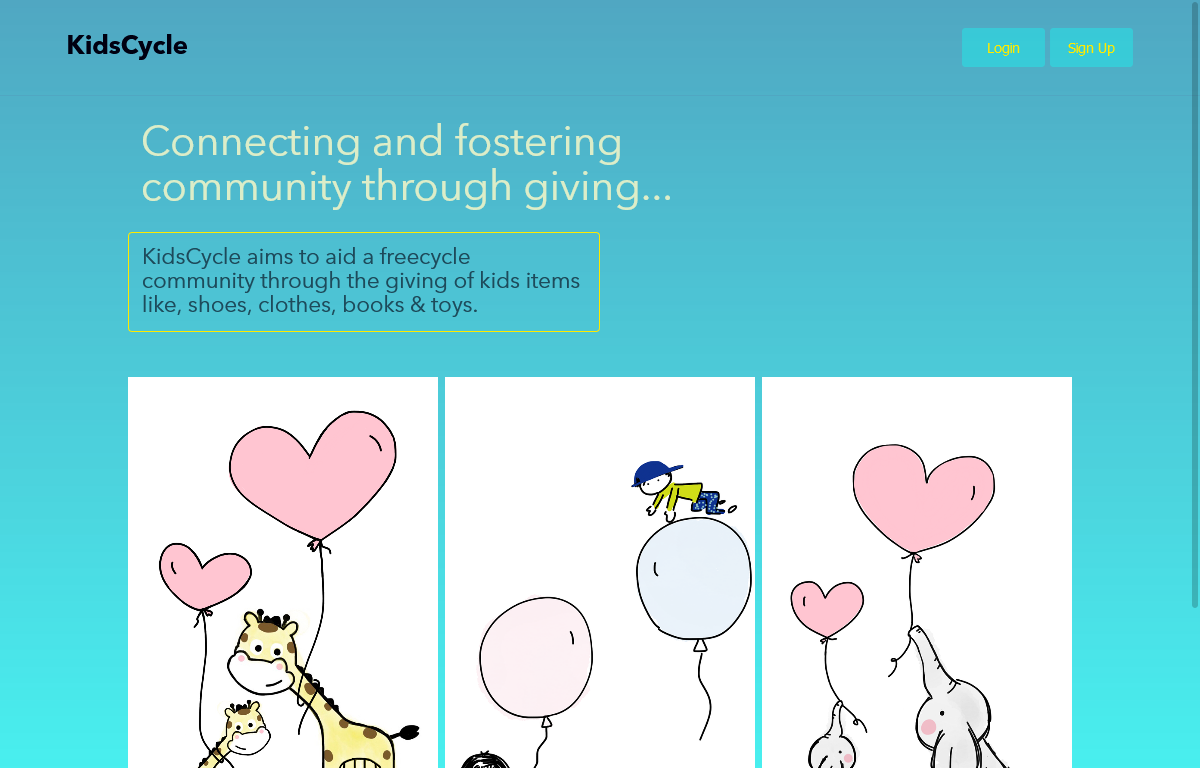 KidsCycle
Login
Sign Up
Connecting and fostering
community through giving...
KidsCycle aims to aid a freecycle
community through the giving of kids items
like, shoes, clothes, books & toys.